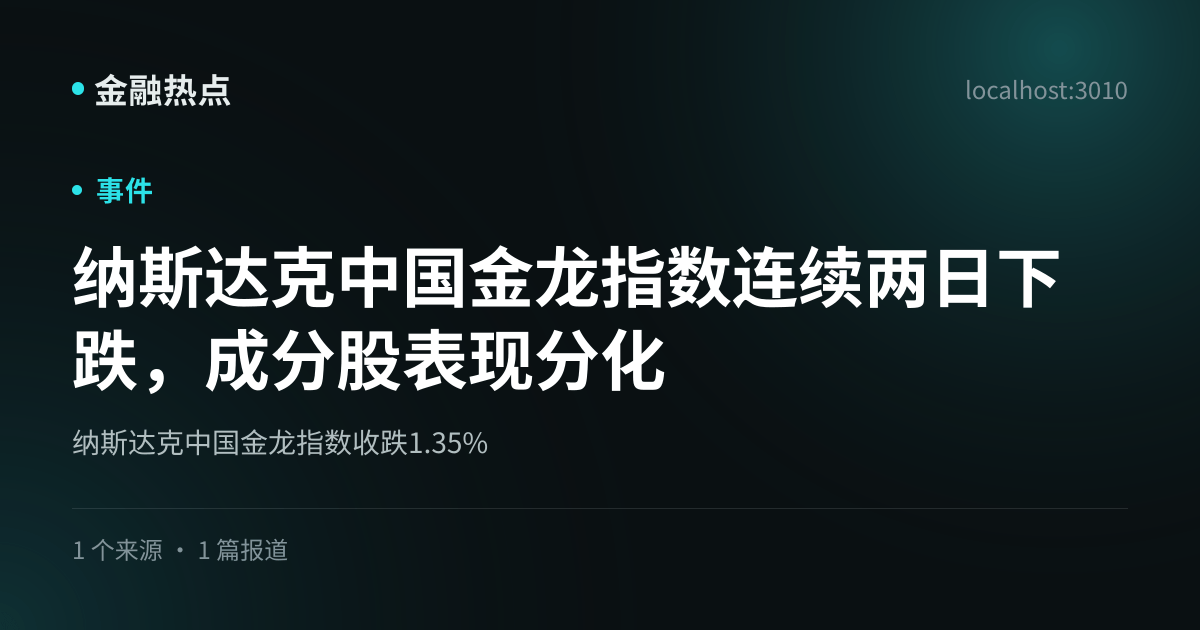 金融热点
localhost:3010
事件
纳斯达克中国金龙指数连续两日下
跌，成分股表现分化
纳斯达克中国金龙指数收跌1.35%
1 个来源 · 1 篇报道